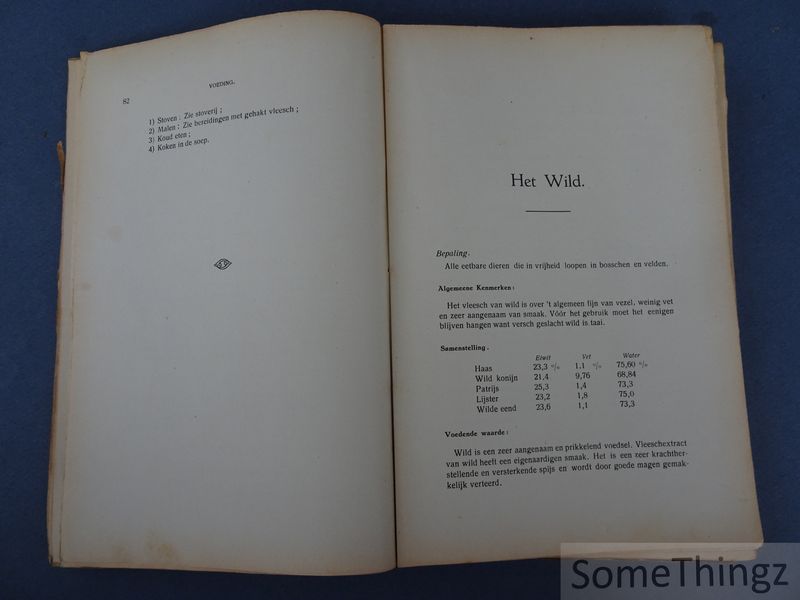 82
VOEDING.
1) Stoven : Zie stoverij ;
2) Malen : Zie bereidingen met gehakt vleesch ;
3) Koud eten ;
4) Koken in de soep.
Het Wild.
Bepaling.
Alle eetbare dieren die in vrijheid loopen in bosschen en velden.
Algemeene Kenmerken :
Het vleesch van wild is over 't algemeen fijn van vezel, weinig vet
en zeer aangenaam van smaak. Vóór het gebruik moet het eenigen
blijven hangen want versch geslacht wild is taai.
Samenstelling.
Eiwit Vet Water
Haas 23,3 % 1,1 % 75,60 %
Wild konijn 21,4 9,76 68,84
Patrijs 25,3 1,4 73,3
Lijster 23,2 1,8 75,0
Wilde eend 23,6 1,1 73,3
Voedende waarde :
Wild is een zeer aangenaam en prikkelend voedsel. Vleeschextract
van wild heeft een eigenaardigen smaak. Het is een zeer krachther-
stellende en versterkende spijs en wordt door goede magen gemak-
kelijk verteerd.
SomeThingz